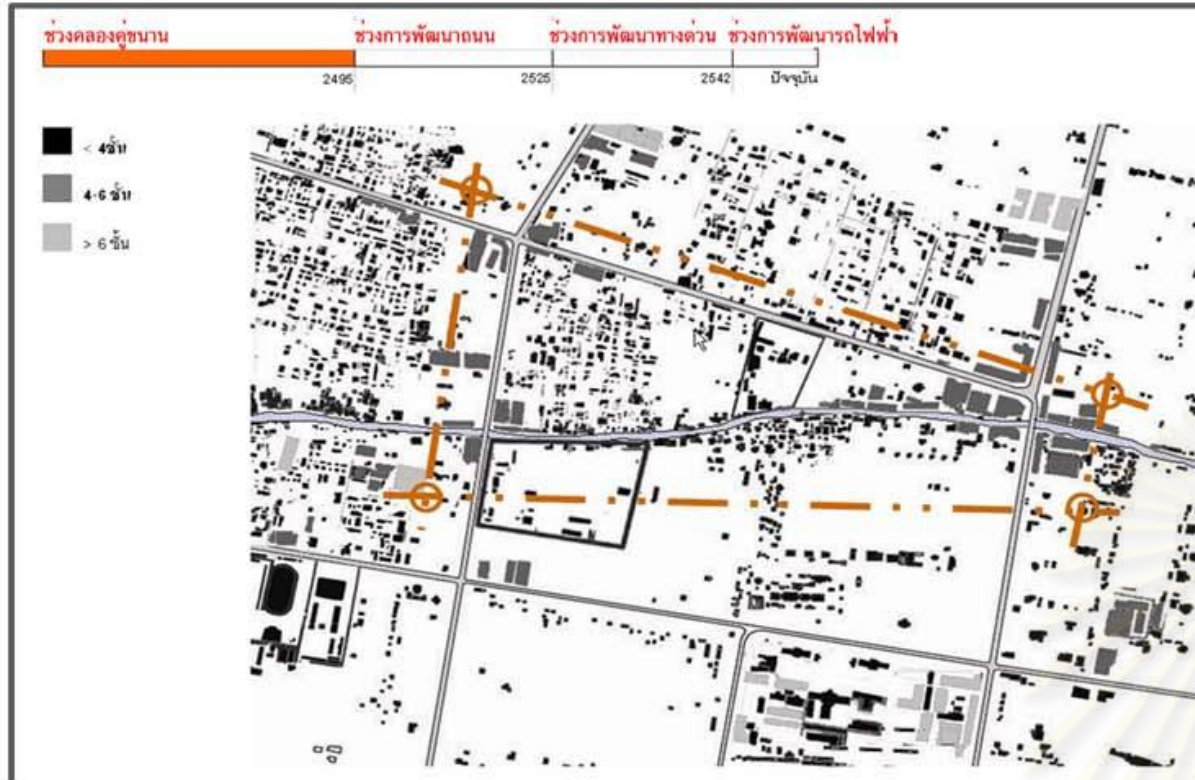 ช่วงคลองคู่ขนาน ช่วงการพัฒนาถนน ช่วงการพัฒนาทางด่วน ช่วงการพัฒนารถไฟฟ้า
2495 2525 2542 ปัจจุบัน
< 4ชั้น
4-6 ชั้น
> 6 ชั้น